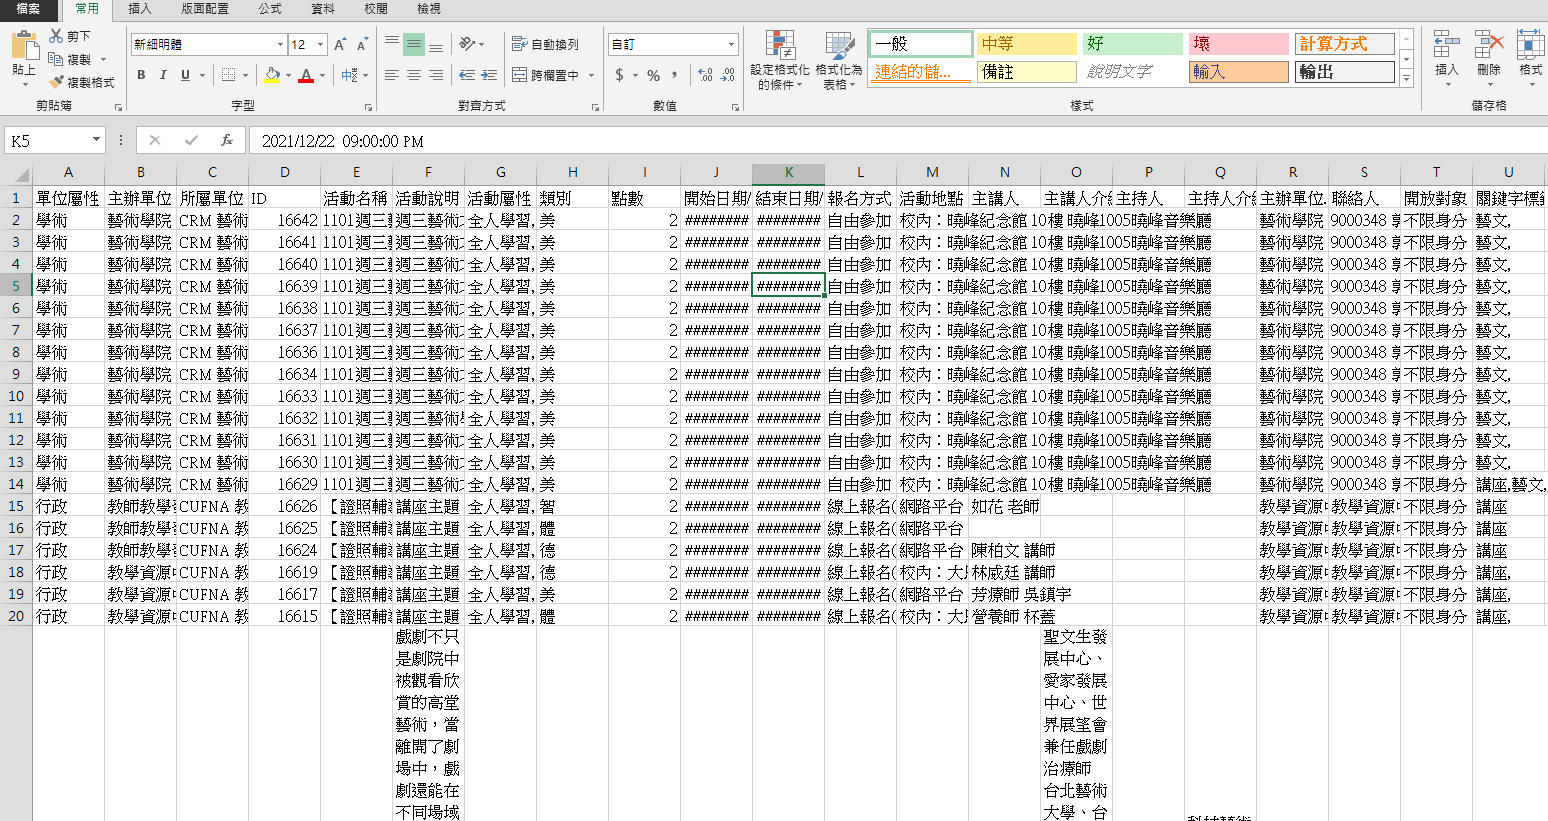 檔案 常用 插入 版面配置 公式 資料 校閱 檢視
剪下
複製
複製格式
貼上
剪貼簿
新細明體 12
B I U
字型
自動換列
跨欄置中
對齊方式
自訂
$ % ,
數值
設定格式化的條件
格式化為表格
一般 中等 好 壞 計算方式
連結的儲... 備註 說明文字 輸入 輸出
樣式
插入 刪除 格式
儲存格
K5 fx 2021/12/22 09:00:00 PM
A B C D E F G H I J K L M N O P Q R S T U
1 單位屬性 主辦單位 所屬單位 ID 活動名稱 活動說明 活動屬性 類別 點數 開始日期/ 結束日期/ 報名方式 活動地點 主講人 主講人介紹 主持人 主持人介紹 主辦單位. 聯絡人 開放對象 關鍵字標
2 學術 藝術學院 CRM 藝術 16642 1101週三 週三藝術 全人學習, 美 2 ######## ######## 自由參加 校內：曉峰紀念館 10樓 曉峰1005曉峰音樂廳 藝術學院 9000348 不限身分 藝文,
3 學術 藝術學院 CRM 藝術 16641 1101週三 週三藝術 全人學習, 美 2 ######## ######## 自由參加 校內：曉峰紀念館 10樓 曉峰1005曉峰音樂廳 藝術學院 9000348 不限身分 藝文,
4 學術 藝術學院 CRM 藝術 16640 1101週三 週三藝術 全人學習, 美 2 ######## ######## 自由參加 校內：曉峰紀念館 10樓 曉峰1005曉峰音樂廳 藝術學院 9000348 不限身分 藝文,
5 學術 藝術學院 CRM 藝術 16639 1101週三 週三藝術 全人學習, 美 2 ######## ######## 自由參加 校內：曉峰紀念館 10樓 曉峰1005曉峰音樂廳 藝術學院 9000348 不限身分 藝文,
6 學術 藝術學院 CRM 藝術 16638 1101週三 週三藝術 全人學習, 美 2 ######## ######## 自由參加 校內：曉峰紀念館 10樓 曉峰1005曉峰音樂廳 藝術學院 9000348 不限身分 藝文,
7 學術 藝術學院 CRM 藝術 16637 1101週三 週三藝術 全人學習, 美 2 ######## ######## 自由參加 校內：曉峰紀念館 10樓 曉峰1005曉峰音樂廳 藝術學院 9000348 不限身分 藝文,
8 學術 藝術學院 CRM 藝術 16636 1101週三 週三藝術 全人學習, 美 2 ######## ######## 自由參加 校內：曉峰紀念館 10樓 曉峰1005曉峰音樂廳 藝術學院 9000348 不限身分 藝文,
9 學術 藝術學院 CRM 藝術 16634 1101週三 週三藝術 全人學習, 美 2 ######## ######## 自由參加 校內：曉峰紀念館 10樓 曉峰1005曉峰音樂廳 藝術學院 9000348 不限身分 藝文,
10 學術 藝術學院 CRM 藝術 16633 1101週三 週三藝術 全人學習, 美 2 ######## ######## 自由參加 校內：曉峰紀念館 10樓 曉峰1005曉峰音樂廳 藝術學院 9000348 不限身分 藝文,
11 學術 藝術學院 CRM 藝術 16632 1101週三 週三藝術 全人學習, 美 2 ######## ######## 自由參加 校內：曉峰紀念館 10樓 曉峰1005曉峰音樂廳 藝術學院 9000348 不限身分 藝文,
12 學術 藝術學院 CRM 藝術 16631 1101週三 週三藝術 全人學習, 美 2 ######## ######## 自由參加 校內：曉峰紀念館 10樓 曉峰1005曉峰音樂廳 藝術學院 9000348 不限身分 藝文,
13 學術 藝術學院 CRM 藝術 16630 1101週三 週三藝術 全人學習, 美 2 ######## ######## 自由參加 校內：曉峰紀念館 10樓 曉峰1005曉峰音樂廳 藝術學院 9000348 不限身分 藝文,
14 學術 藝術學院 CRM 藝術 16629 1101週三 週三藝術 全人學習, 美 2 ######## ######## 自由參加 校內：曉峰紀念館 10樓 曉峰1005曉峰音樂廳 藝術學院 9000348 不限身分 講座,藝文,
15 行政 教師教學 CUFNA 教 16626 【證照輔 講座主題 全人學習, 智 2 ######## ######## 線上報名( 網路平台 如花 老師 教學資源 教學資源 不限身分 講座
16 行政 教師教學 CUFNA 教 16625 【證照輔 講座主題 全人學習, 體 2 ######## ######## 線上報名( 網路平台 教學資源 教學資源 不限身分 講座
17 行政 教師教學 CUFNA 教 16624 【證照輔 講座主題 全人學習, 德 2 ######## ######## 線上報名( 網路平台 陳柏文 講師 教學資源 教學資源 不限身分 講座
18 行政 教學資源 CUFNA 教 16619 【證照輔 講座主題 全人學習, 德 2 ######## ######## 線上報名( 校內：大 林威廷 講師 教學資源 教學資源 不限身分 講座,
19 行政 教學資源 CUFNA 教 16617 【證照輔 講座主題 全人學習, 體 2 ######## ######## 線上報名( 網路平台 芳療師 吳鎮宇 教學資源 教學資源 不限身分 講座,
20 行政 教學資源 CUFNA 教 16615 【證照輔 講座主題 全人學習, 體 2 ######## ######## 線上報名( 校內：大 營養師 杯蓋 教學資源 教學資源 不限身分 講座,
戲劇不只
是劇院中
被觀看欣
賞的高堂
藝術，當
離開了劇
場中，戲
劇還能在
不同場域
聖文生發
展中心、
愛家發展
中心、世
界展望會
兼任戲劇
治療師
台北藝術
大學、台